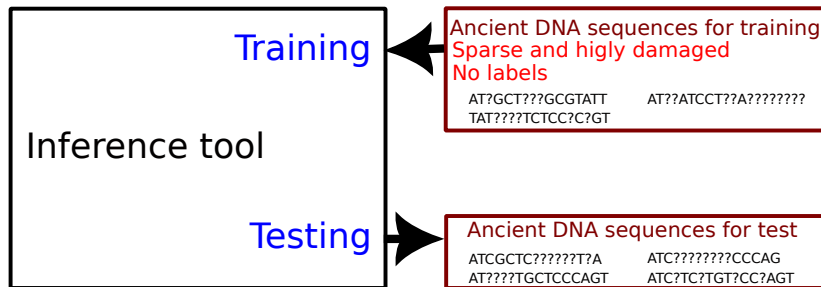 Training
Inference tool
Testing
Ancient DNA sequences for training
Sparse and higly damaged
No labels
AT?GCT???GCGTATT AT??ATCCT??A????????
TAT????TCTCC?C?GT
Ancient DNA sequences for test
ATCGCTC??????T?A ATC????????CCCAG
AT????TGCTCCCAGT ATC?TC?TGT?CC?AGT